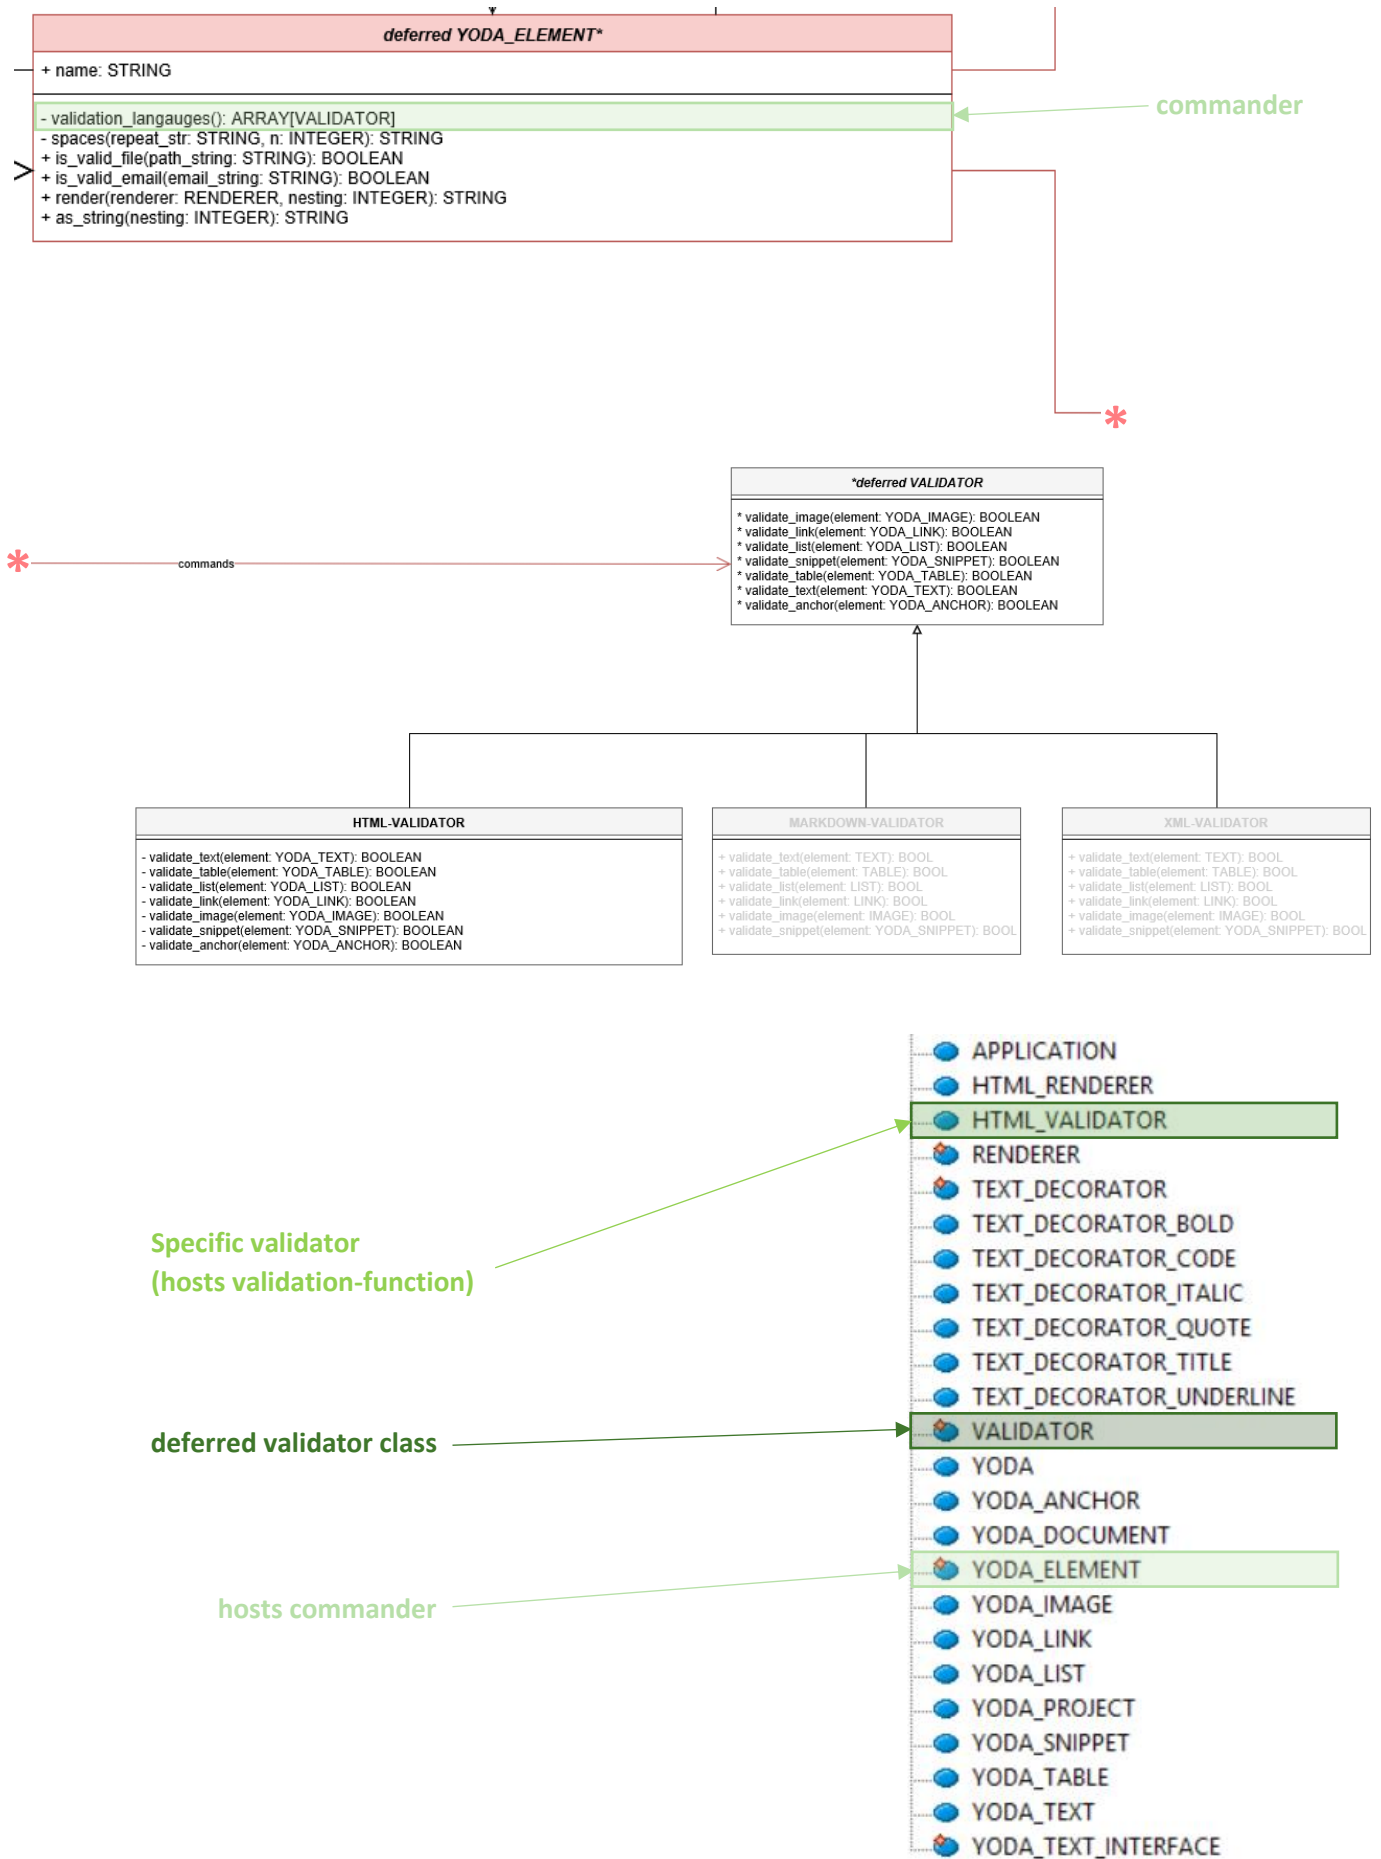 deferred YODA_ELEMENT*
+ name: STRING
- validation_langauges(): ARRAY[VALIDATOR]
- spaces(repeat_str: STRING, n: INTEGER): STRING
+ is_valid_file(path_string: STRING): BOOLEAN
+ is_valid_email(email_string: STRING): BOOLEAN
+ render(renderer: RENDERER, nesting: INTEGER): STRING
+ as_string(nesting: INTEGER): STRING
commander
*
*deferred VALIDATOR
* validate_image(element: YODA_IMAGE): BOOLEAN
* validate_link(element: YODA_LINK): BOOLEAN
* validate_list(element: YODA_LIST): BOOLEAN
* validate_snippet(element: YODA_SNIPPET): BOOLEAN
* validate_table(element: YODA_TABLE): BOOLEAN
* validate_text(element: YODA_TEXT): BOOLEAN
* validate_anchor(element: YODA_ANCHOR): BOOLEAN
*
commands
HTML-VALIDATOR
- validate_text(element: YODA_TEXT): BOOLEAN
- validate_table(element: YODA_TABLE): BOOLEAN
- validate_list(element: YODA_LIST): BOOLEAN
- validate_link(element: YODA_LINK): BOOLEAN
- validate_image(element: YODA_IMAGE): BOOLEAN
- validate_snippet(element: YODA_SNIPPET): BOOLEAN
- validate_anchor(element: YODA_ANCHOR): BOOLEAN
MARKDOWN-VALIDATOR
+ validate_text(element: TEXT): BOOL
+ validate_table(element: TABLE): BOOL
+ validate_list(element: LIST): BOOL
+ validate_link(element: LINK): BOOL
+ validate_image(element: IMAGE): BOOL
+ validate_snippet(element: YODA_SNIPPET): BOOL
XML-VALIDATOR
+ validate_text(element: TEXT): BOOL
+ validate_table(element: TABLE): BOOL
+ validate_list(element: LIST): BOOL
+ validate_link(element: LINK): BOOL
+ validate_image(element: IMAGE): BOOL
+ validate_snippet(element: YODA_SNIPPET): BOOL
APPLICATION
HTML_RENDERER
HTML_VALIDATOR
RENDERER
TEXT_DECORATOR
TEXT_DECORATOR_BOLD
TEXT_DECORATOR_CODE
TEXT_DECORATOR_ITALIC
TEXT_DECORATOR_QUOTE
TEXT_DECORATOR_TITLE
TEXT_DECORATOR_UNDERLINE
VALIDATOR
YODA
YODA_ANCHOR
YODA_DOCUMENT
YODA_ELEMENT
YODA_IMAGE
YODA_LINK
YODA_LIST
YODA_PROJECT
YODA_SNIPPET
YODA_TABLE
YODA_TEXT
YODA_TEXT_INTERFACE
Specific validator
(hosts validation-function)
deferred validator class
hosts commander